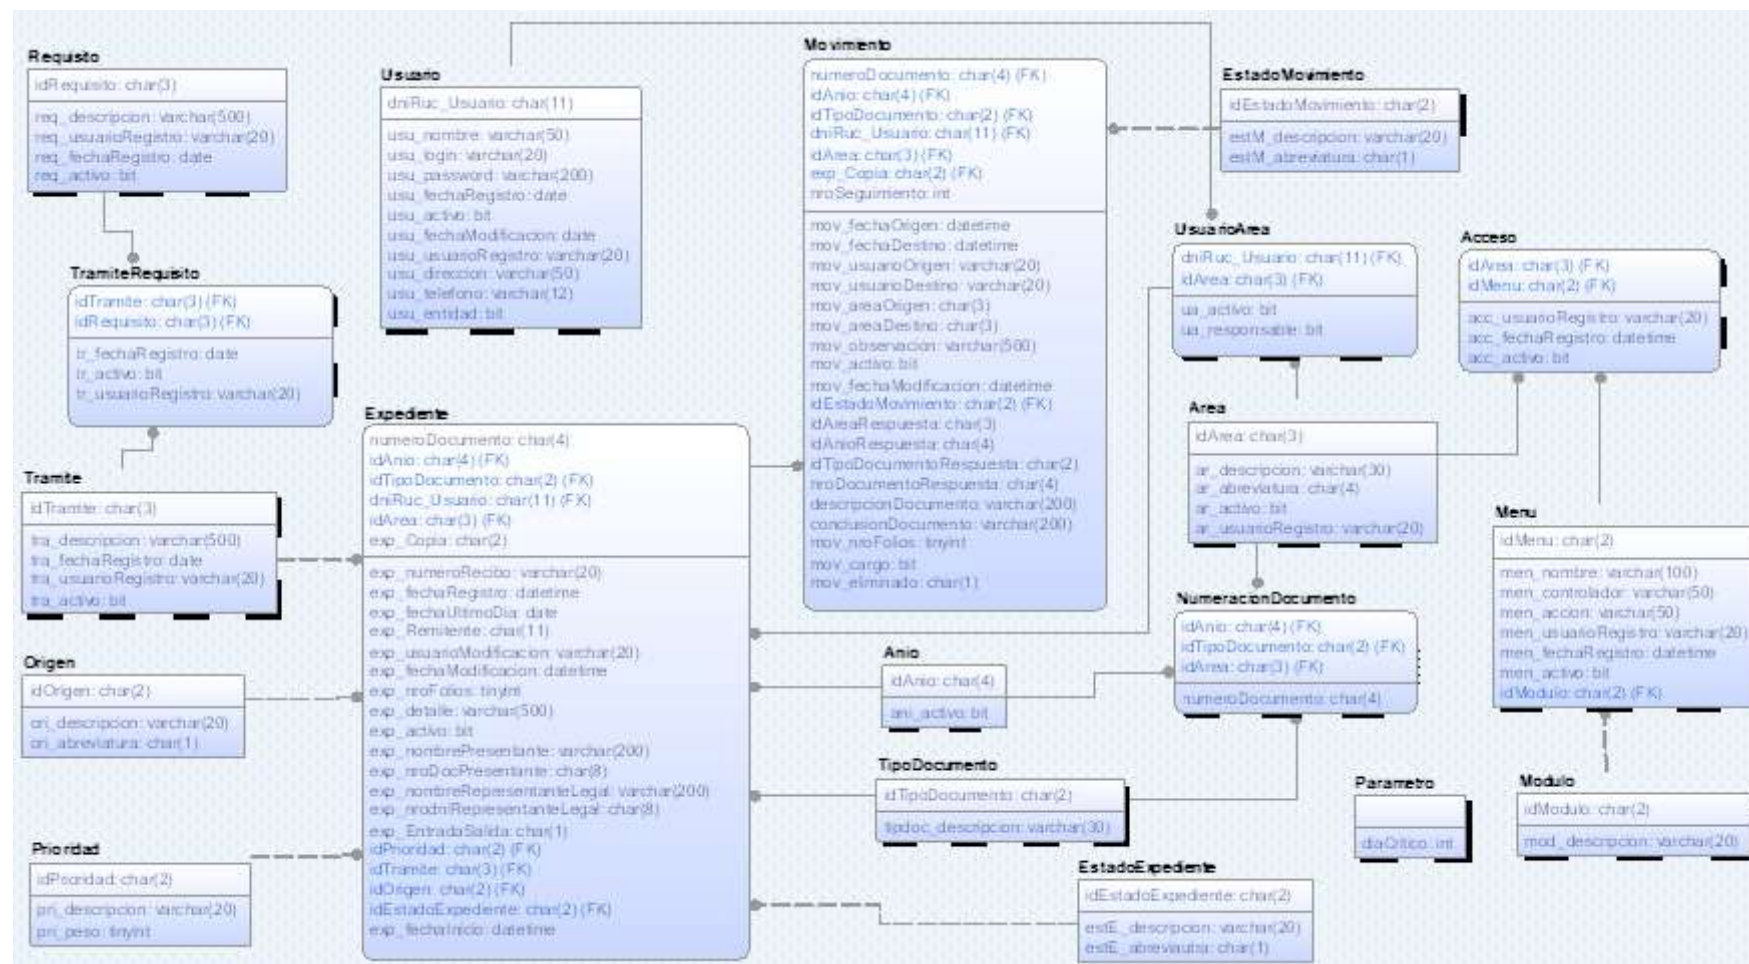 Requisito
idRequisito: char(3)
req_descripcion: varchar(500)
req_usuarioRegistro: varchar(20)
req_fechaRegistro: date
req_activo: bit
TramiteRequisito
idTramite: char(3) (FK)
idRequisito: char(3) (FK)
tr_fechaRegistro: date
tr_activo: bit
tr_usuarioRegistro: varchar(20)
Tramite
idTramite: char(3)
tra_descripcion: varchar(500)
tra_fechaRegistro: date
tra_usuarioRegistro: varchar(20)
tra_activo: bit
Origen
idOrigen: char(2)
ori_descripcion: varchar(20)
ori_abreviatura: char(1)
Prioridad
idPrioridad: char(2)
pri_descripcion: varchar(20)
pri_peso: tinyint
Usuario
dniRuc_Usuario: char(11)
usu_nombre: varchar(50)
usu_login: varchar(20)
usu_password: varchar(200)
usu_fechaRegistro: date
usu_activo: bit
usu_fechaModificacion: date
usu_usuarioRegistro: varchar(20)
usu_direccion: varchar(50)
usu_telefono: varchar(12)
usu_entidad: bit
Expediente
numeroDocumento: char(4)
idAnio: char(4) (FK)
idTipoDocumento: char(2) (FK)
dniRuc_Usuario: char(11) (FK)
idArea: char(3) (FK)
exp_Copia: char(2)
exp_numeroRecibo: varchar(20)
exp_fechaRegistro: datetime
exp_fechaUltimoDia: date
exp_Remitente: char(11)
exp_usuarioModificacion: varchar(20)
exp_fechaModificacion: datetime
exp_nroFolios: tinyint
exp_detalle: varchar(500)
exp_activo: bit
exp_nombrePresentante: varchar(200)
exp_nroDocPresentante: char(8)
exp_nombreRepresentanteLegal: varchar(200)
exp_nrodniRepresentanteLegal: char(8)
exp_EntradaSalida: char(1)
idPrioridad: char(2) (FK)
idTramite: char(3) (FK)
idOrigen: char(2) (FK)
idEstadoExpediente: char(2) (FK)
exp_fechaInicio: datetime
Movimiento
numeroDocumento: char(4) (FK)
idAnio: char(4) (FK)
idTipoDocumento: char(2) (FK)
dniRuc_Usuario: char(11) (FK)
idArea: char(3) (FK)
exp_Copia: char(2) (FK)
nroSeguimiento: int
mov_fechaOrigen: datetime
mov_fechaDestino: datetime
mov_usuarioOrigen: varchar(20)
mov_usuarioDestino: varchar(20)
mov_areaOrigen: char(3)
mov_areaDestino: char(3)
mov_observacion: varchar(500)
mov_activo: bit
mov_fechaModificacion: datetime
idEstadoMovimiento: char(2) (FK)
idAreaRespuesta: char(3)
idAnioRespuesta: char(4)
idTipoDocumentoRespuesta: char(2)
nroDocumentoRespuesta: char(4)
descripcionDocumento: varchar(200)
conclusionDocumento: varchar(200)
mov_nroFolios: tinyint
mov_cargo: bit
mov_eliminado: char(1)
Anio
idAnio: char(4)
ani_activo: bit
TipoDocumento
idTipoDocumento: char(2)
tipdoc_descripcion: varchar(30)
EstadoExpediente
idEstadoExpediente: char(2)
estE_descripcion: varchar(20)
estE_abreviautra: char(1)
EstadoMovimiento
idEstadoMovimiento: char(2)
estM_descripcion: varchar(20)
estM_abreviatura: char(1)
UsuarioArea
dniRuc_Usuario: char(11) (FK)
idArea: char(3) (FK)
ua_activo: bit
ua_responsable: bit
Area
idArea: char(3)
ar_descripcion: varchar(30)
ar_abreviatura: char(4)
ar_activo: bit
ar_usuarioRegistro: varchar(20)
NumeracionDocumento
idAnio: char(4) (FK)
idTipoDocumento: char(2) (FK)
idArea: char(3) (FK)
numeroDocumento: char(4)
Acceso
idArea: char(3) (FK)
idMenu: char(2) (FK)
acc_usuarioRegistro: varchar(20)
acc_fechaRegistro: datetime
acc_activo: bit
Menu
idMenu: char(2)
men_nombre: varchar(100)
men_controlador: varchar(50)
men_accion: varchar(50)
men_usuarioRegistro: varchar(20)
men_fechaRegistro: datetime
men_activo: bit
idModulo: char(2) (FK)
Parametro
diaCritico: int
Modulo
idModulo: char(2)
mod_descripcion: varchar(20)